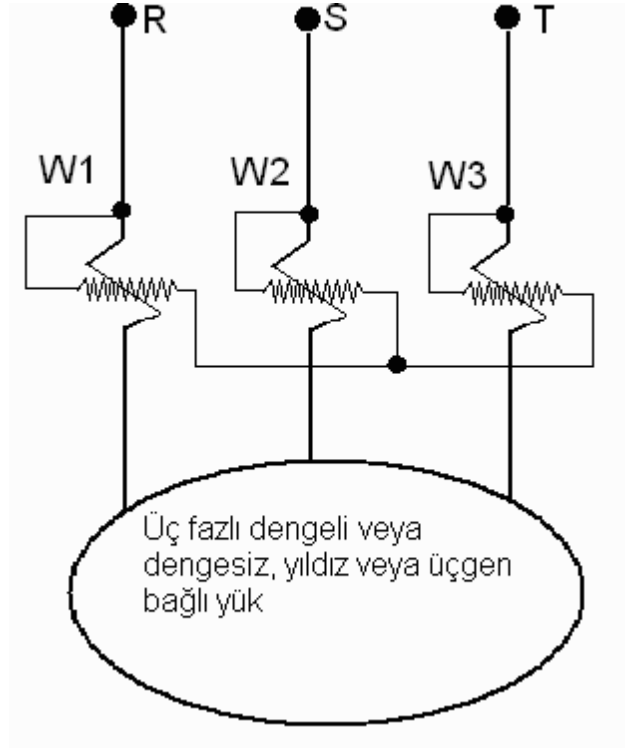 R S T
W1 W2 W3
Üç fazlı dengeli veya
dengesiz, yıldız veya üçgen
bağlı yük